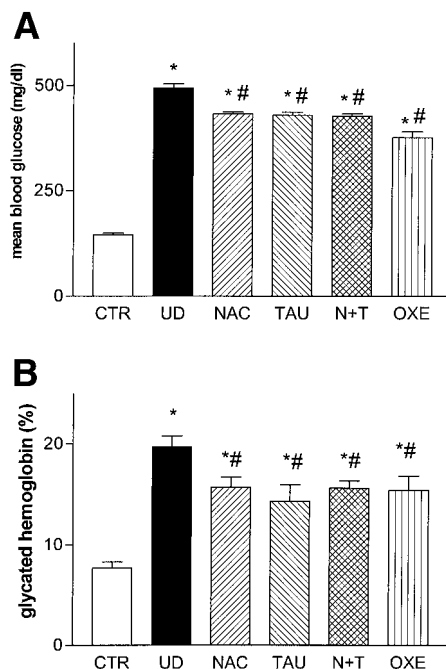 A
mean blood glucose (mg/dl)
500
250
0
*
* #
* #
* #
* #
CTR UD NAC TAU N+T OXE
B
glycated hemoglobin (%)
20
10
0
*
*#
*#
*#
*#
CTR UD NAC TAU N+T OXE